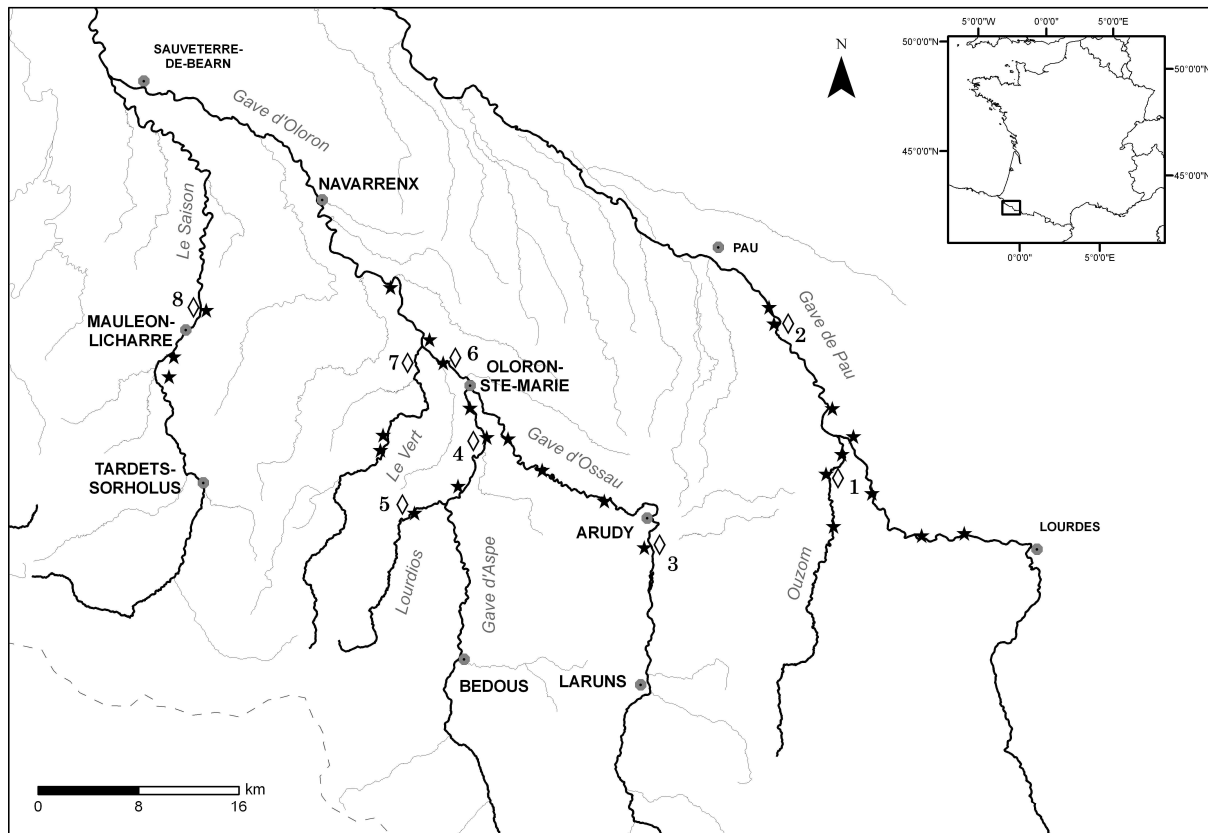 SAUVETERRE-
DE-BEARN
Gave d'Oloron
NAVARRENX
Le Saison
8
MAULEON-
LICHARRE
TARDETS-
SORHOLUS
7
6
OLORON-
STE-MARIE
Le Vert
4
5
Lourdios
Gave d'Aspe
Gave d'Ossau
ARUDY
3
BEDOUS
LARUNS
PAU
2
Gave de Pau
1
Ouzom
LOURDES
N
5°0'0"W
0°0'0"
5°0'0"E
50°0'0"N
50°0'0"N
45°0'0"N
45°0'0"N
0°0'0"
5°0'0"E
km
0
8
16